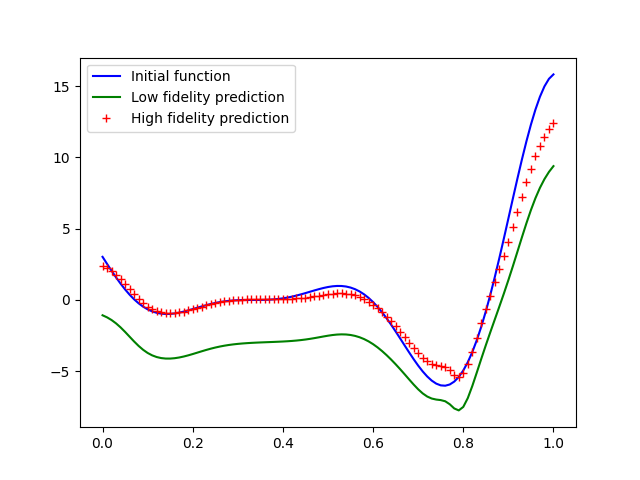 Initial function
Low fidelity prediction
High fidelity prediction
15
10
5
0
−5
0.0 0.2 0.4 0.6 0.8 1.0